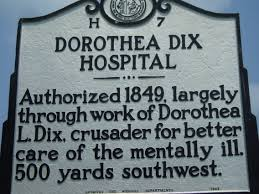 H 7
DOROTHEA DIX
HOSPITAL
Authorized 1849, largely
through work of Dorothea
L. Dix, crusader for better
care of the mentally ill.
500 yards southwest.